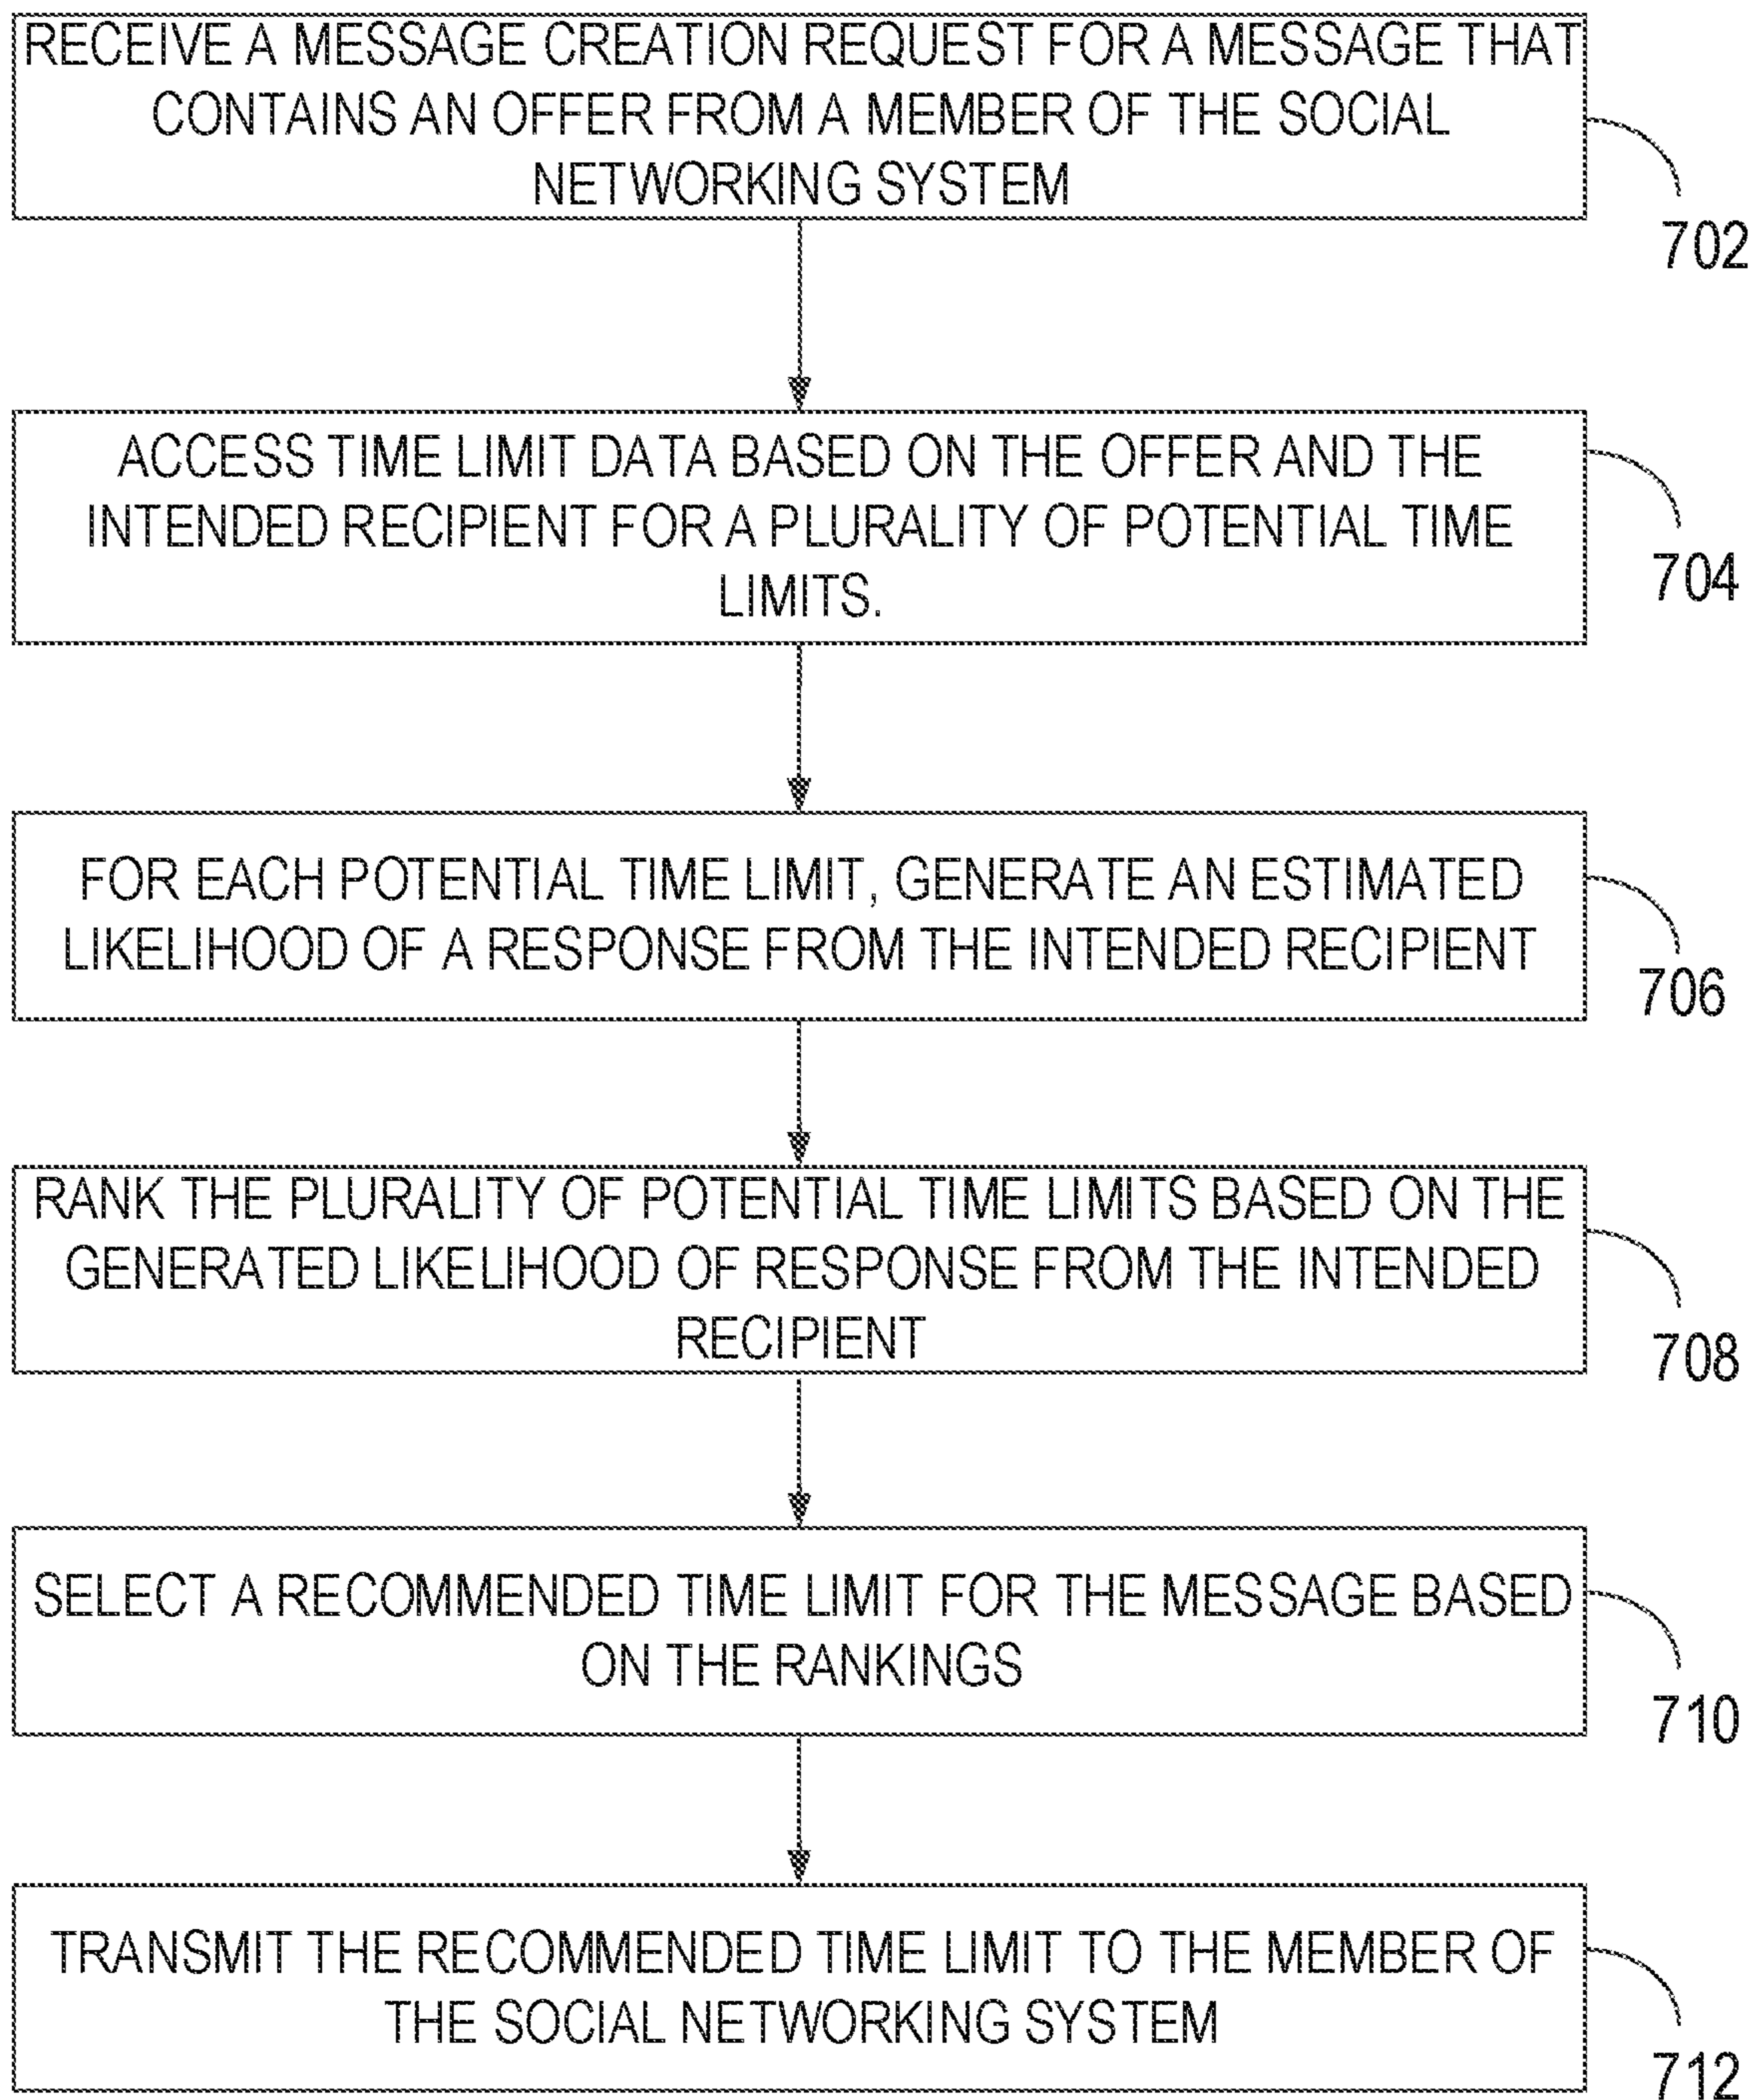 RECEIVE A MESSAGE CREATION REQUEST FOR A MESSAGE THAT
CONTAINS AN OFFER FROM A MEMBER OF THE SOCIAL
NETWORKING SYSTEM
702
ACCESS TIME LIMIT DATA BASED ON THE OFFER AND THE
INTENDED RECIPIENT FOR A PLURALITY OF POTENTIAL TIME
LIMITS.
704
FOR EACH POTENTIAL TIME LIMIT, GENERATE AN ESTIMATED
LIKELIHOOD OF A RESPONSE FROM THE INTENDED RECIPIENT
706
RANK THE PLURALITY OF POTENTIAL TIME LIMITS BASED ON THE
GENERATED LIKELIHOOD OF RESPONSE FROM THE INTENDED
RECIPIENT
708
SELECT A RECOMMENDED TIME LIMIT FOR THE MESSAGE BASED
ON THE RANKINGS
710
TRANSMIT THE RECOMMENDED TIME LIMIT TO THE MEMBER OF
THE SOCIAL NETWORKING SYSTEM
712